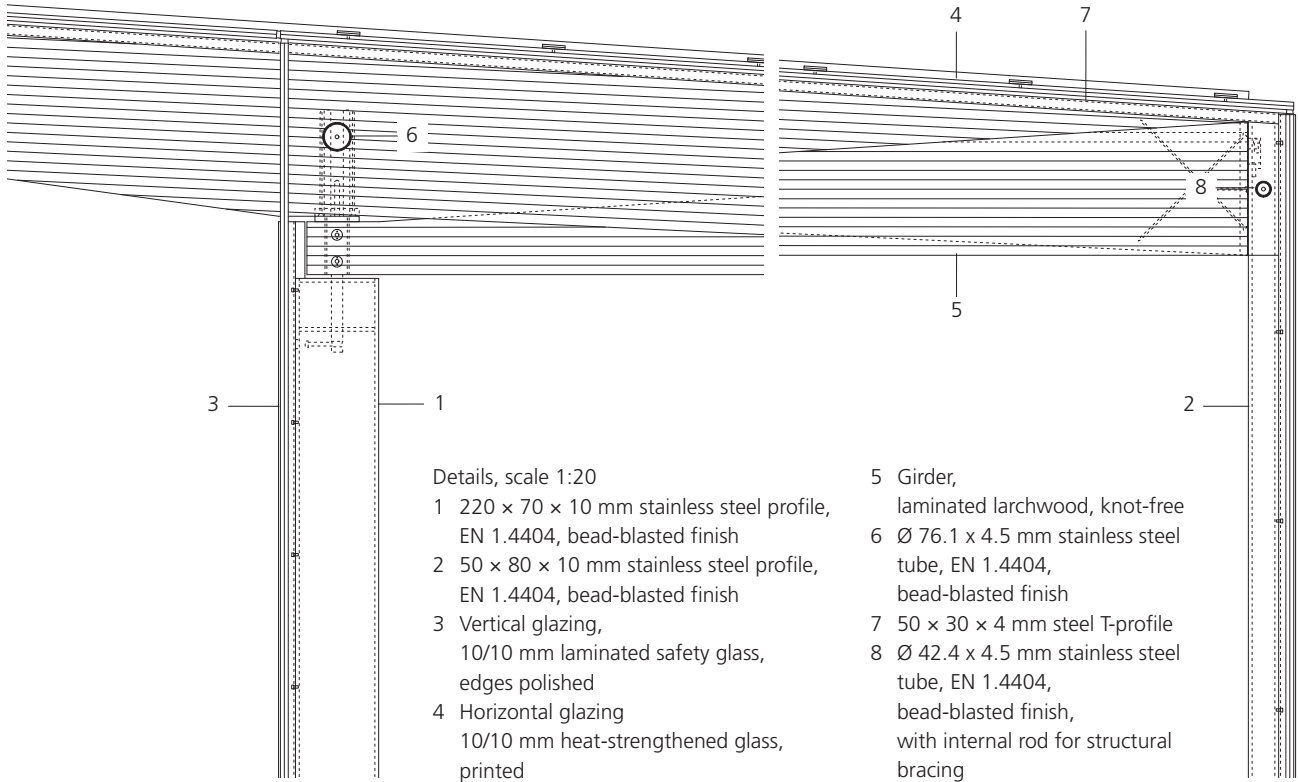 4 7
6
8
5
3 1 2
Details, scale 1:20
1 220 × 70 × 10 mm stainless steel profile,
EN 1.4404, bead-blasted finish
2 50 × 80 × 10 mm stainless steel profile,
EN 1.4404, bead-blasted finish
3 Vertical glazing,
10/10 mm laminated safety glass,
edges polished
4 Horizontal glazing
10/10 mm heat-strengthened glass,
printed
5 Girder,
laminated larchwood, knot-free
6 Ø 76.1 x 4.5 mm stainless steel
tube, EN 1.4404,
bead-blasted finish
7 50 × 30 × 4 mm steel T-profile
8 Ø 42.4 x 4.5 mm stainless steel
tube, EN 1.4404,
bead-blasted finish,
with internal rod for structural
bracing